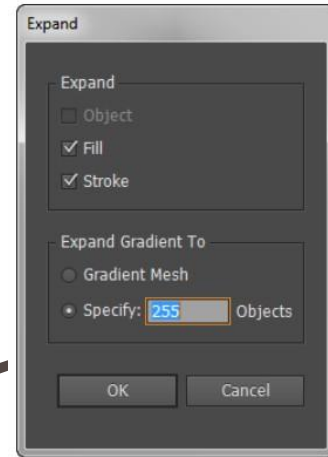 Expand
Expand
Object
Fill
Stroke
Expand Gradient To
Gradient Mesh
Specify: 255 Objects
OK Cancel